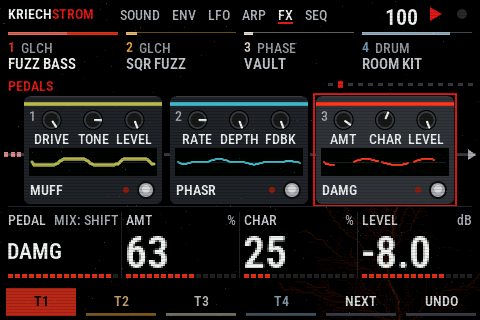 KRIECHSTROM SOUND ENV LFO ARP FX SEQ 100
1 GLCH 2 GLCH 3 PHASE 4 DRUM
FUZZ BASS SQR FUZZ VAULT ROOM KIT
PEDALS
1 2 3
DRIVE TONE LEVEL RATE DEPTH FDBK AMT CHAR LEVEL
MUFF PHASR DAMG
PEDAL MIX: SHIFT AMT % CHAR % LEVEL dB
DAMG 63 25 -8.0
T1 T2 T3 T4 NEXT UNDO